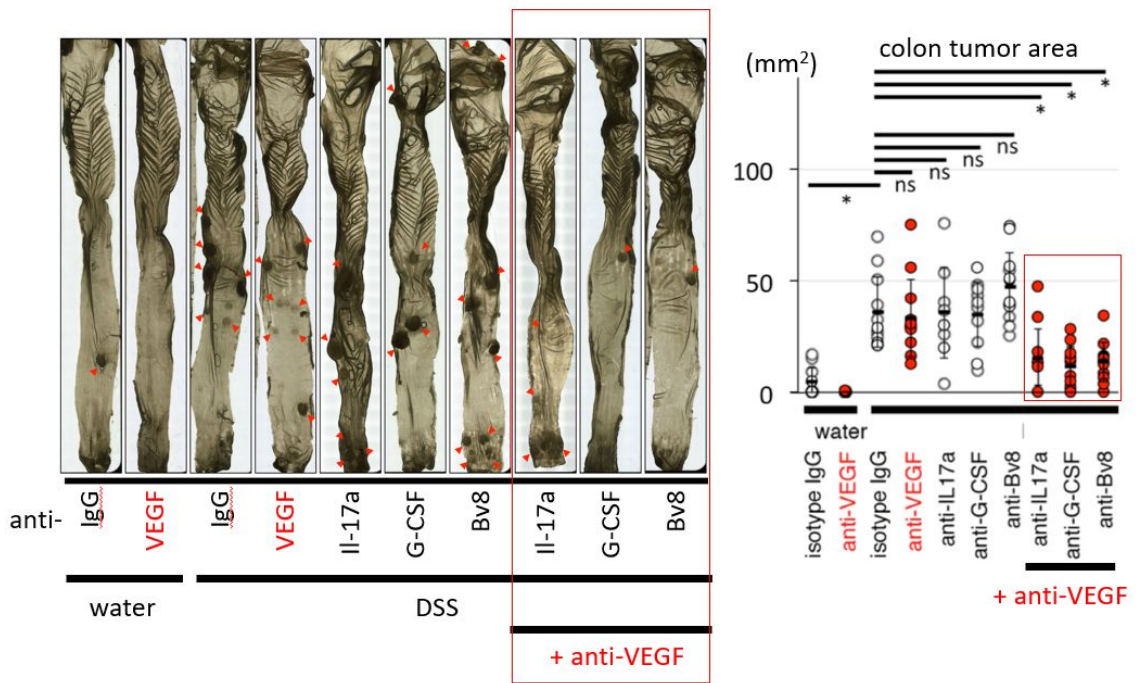 anti-
IgG
VEGF
IgG
VEGF
Il-17a
G-CSF
Bv8
Il-17a
G-CSF
Bv8
water
DSS
+ anti-VEGF
colon tumor area
(mm²)
*
*
*
ns
ns
ns
ns
*
100
50
0
water
isotype IgG
anti-VEGF
isotype IgG
anti-VEGF
anti-IL17a
anti-G-CSF
anti-Bv8
anti-IL17a
anti-G-CSF
anti-Bv8
+ anti-VEGF